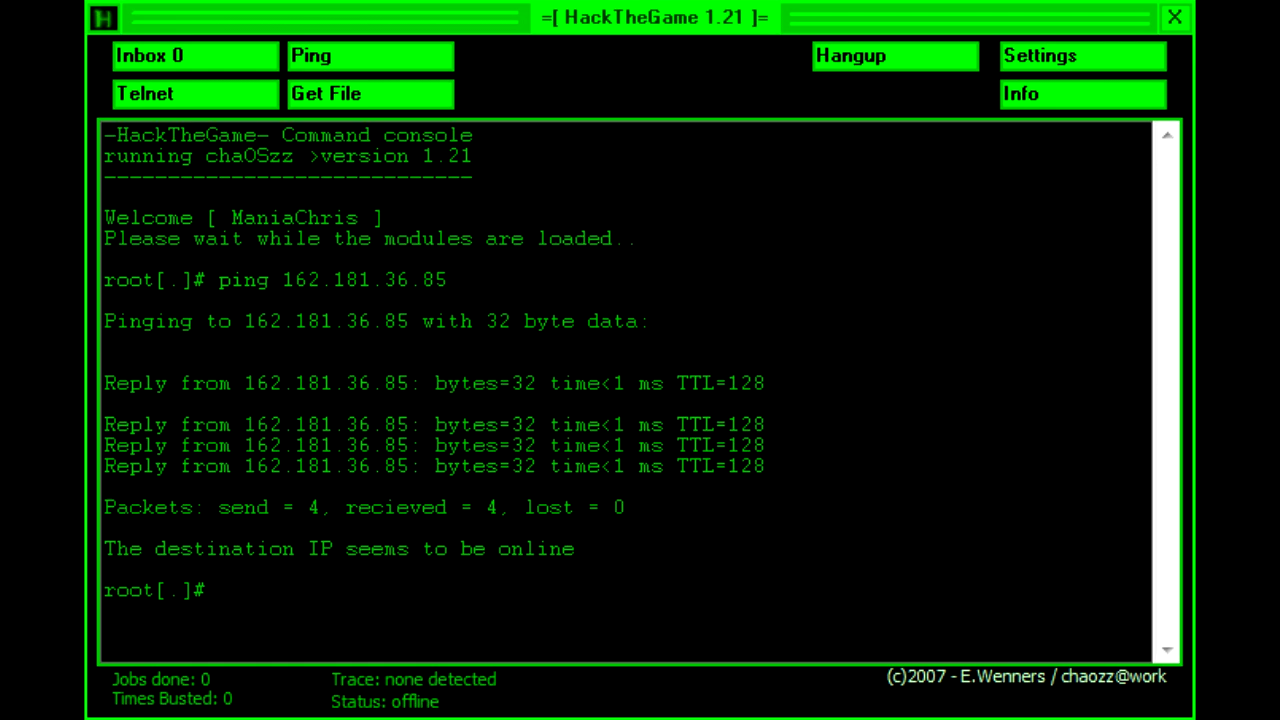 H
=[ HackTheGame 1.21 ]=
X
Inbox 0
Ping
Hangup
Settings
Telnet
Get File
Info
-HackTheGame- Command console
running chaOSzz >version 1.21
-----------------------------
Welcome [ ManiaChris ]
Please wait while the modules are loaded..
root[.]# ping 162.181.36.85
Pinging to 162.181.36.85 with 32 byte data:
Reply from 162.181.36.85: bytes=32 time<1 ms TTL=128
Reply from 162.181.36.85: bytes=32 time<1 ms TTL=128
Reply from 162.181.36.85: bytes=32 time<1 ms TTL=128
Reply from 162.181.36.85: bytes=32 time<1 ms TTL=128
Packets: send = 4, recieved = 4, lost = 0
The destination IP seems to be online
root[.]#
Jobs done: 0
Times Busted: 0
Trace: none detected
Status: offline
(c)2007 - E.Wenners / chaozz@work